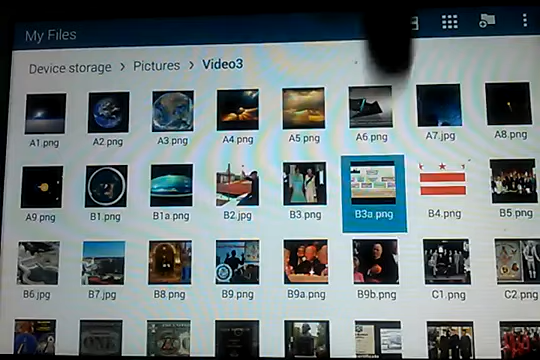 My Files
Device storage > Pictures > Video3
A1.png A2.png A3.png A4.png A5.png A6.png A7.jpg A8.png
A9.png B1.png B1a.png B2.jpg B3.png B3a.png B4.png B5.png
B6.jpg B7.jpg B8.png B9.png B9a.png B9b.png C1.png C2.png